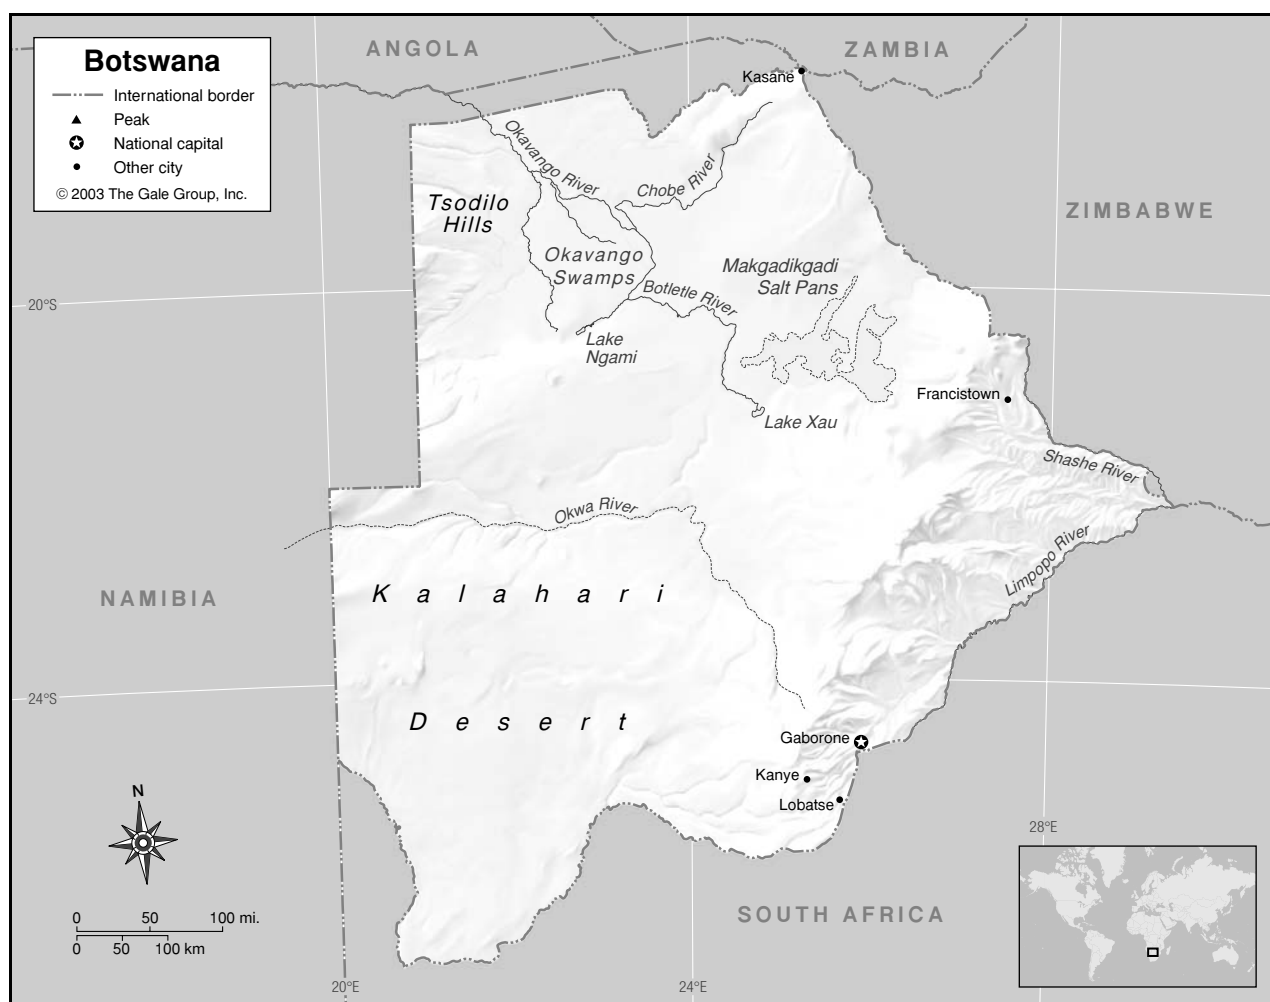 Botswana
International border
Peak
National capital
Other city
© 2003 The Gale Group, Inc.
ANGOLA
ZAMBIA
Kasane
Okavango River
Chobe River
Tsodilo
Hills
ZIMBABWE
Okavango
Swamps
Makgadikgadi
Salt Pans
Botletle River
20°S
Lake
Ngami
Francistown
Lake Xau
Shashe River
Okwa River
Limpopo River
NAMIBIA
Kalahari
Desert
24°S
Gaborone
Kanye
Lobatse
N
28°E
0 50 100 mi.
0 50 100 km
SOUTH AFRICA
20°E
24°E